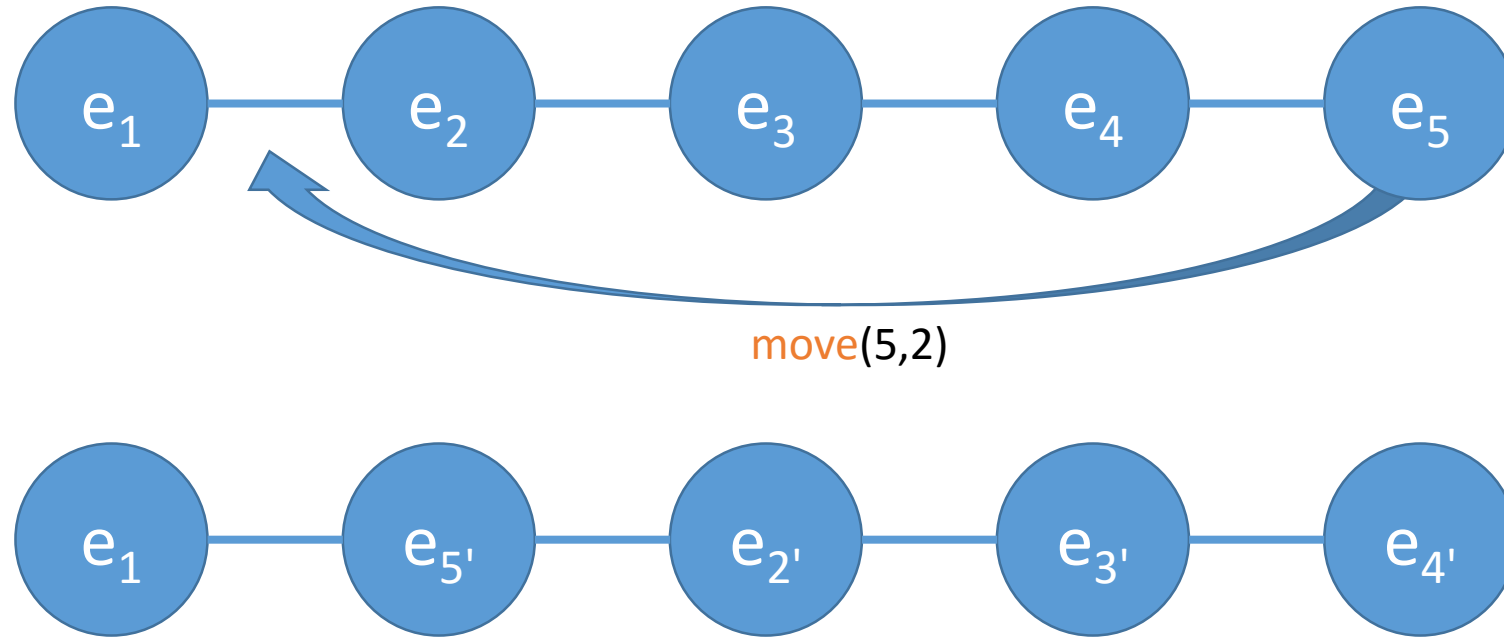 e₁ e₂ e₃ e₄ e₅
move(5,2)
e₁ e₅' e₂' e₃' e₄'